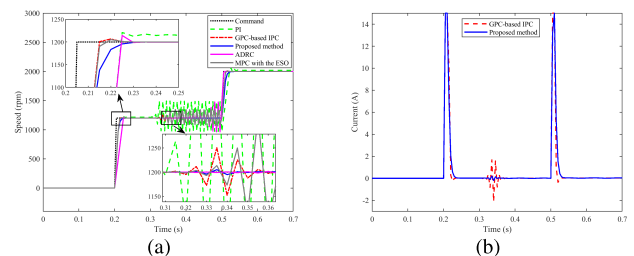 3000
2500
2000
1500
1000
500
0
Speed (rpm)
0 0.1 0.2 0.3 0.4 0.5 0.6 0.7
Time (s)
1250
1200
1150
0.2 0.21 0.22 0.23 0.24 0.25
Command
PI
GPC-based IPC
Proposed method
ADRC
MPC with the ESO
1250
1200
1140
0.31 0.32 0.33 0.34 0.35 0.36
(a)
14
12
10
8
6
4
2
0
-2
Current (A)
0 0.1 0.2 0.3 0.4 0.5 0.6 0.7
Time (s)
GPC-based IPC
Proposed method
(b)